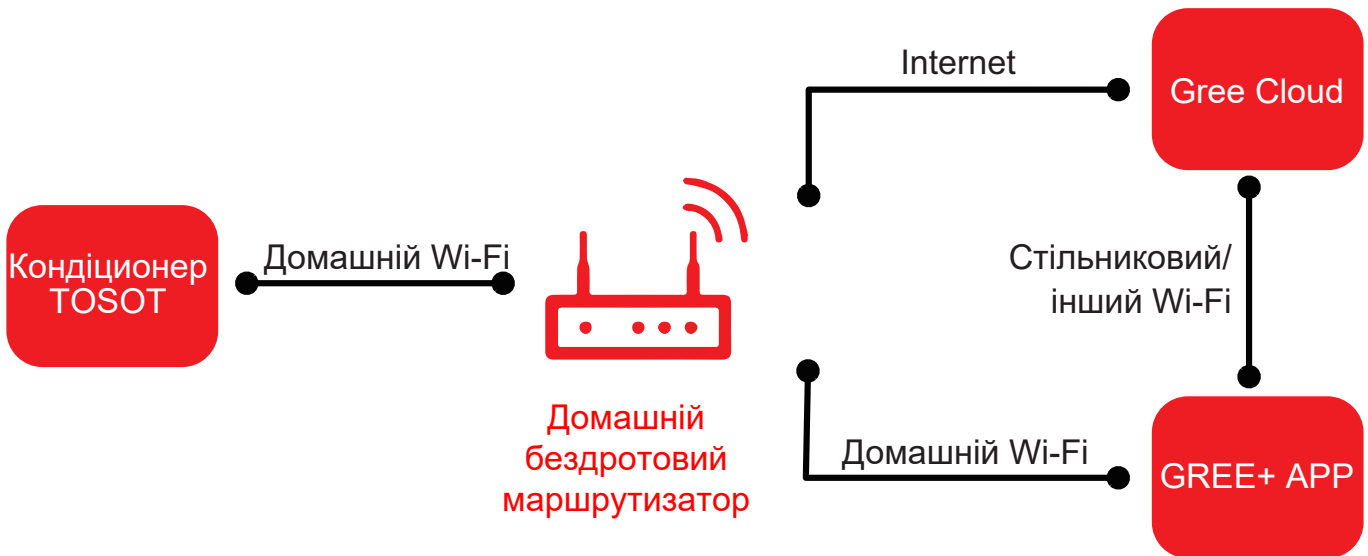 Internet
Gree Cloud
Кондіционер
TOSOT
Домашній Wi-Fi
Стільниковий/
інший Wi-Fi
Домашній
бездротовий
маршрутизатор
Домашній Wi-Fi
GREE+ APP